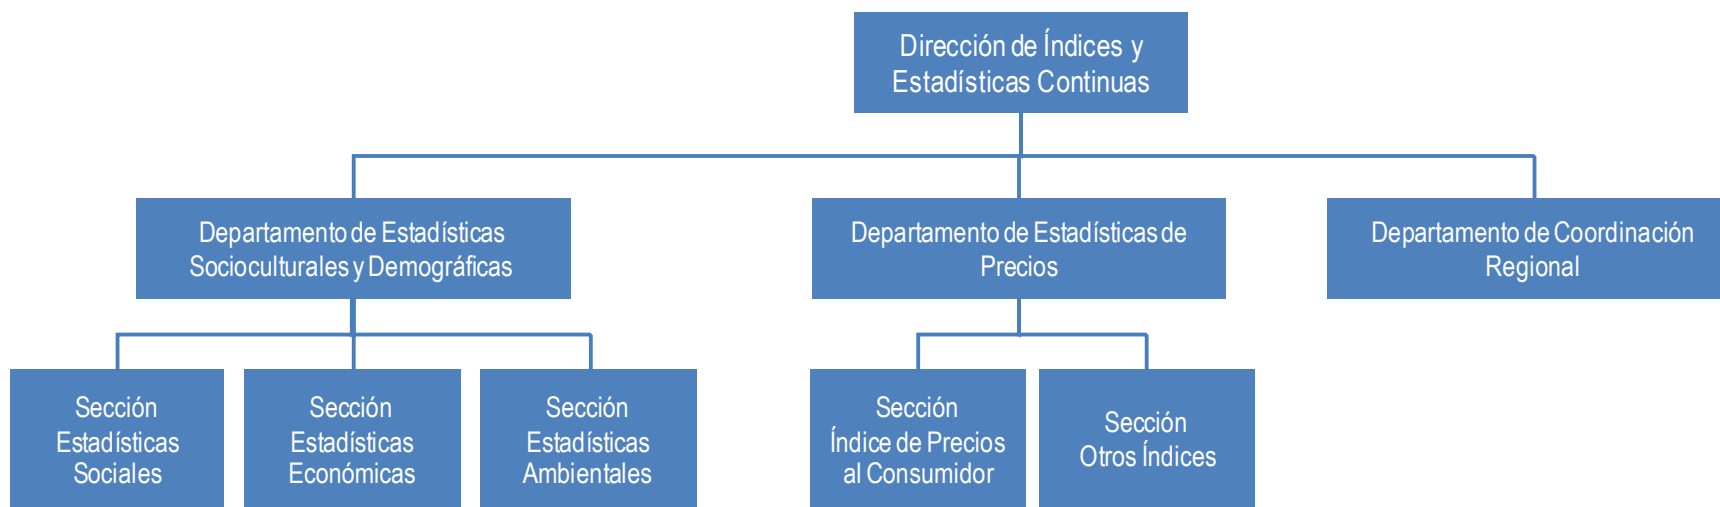 Dirección de Índices y
Estadísticas Continuas
Departamento de Estadísticas
Socioculturales y Demográficas
Departamento de Estadísticas de
Precios
Departamento de Coordinación
Regional
Sección
Estadísticas
Sociales
Sección
Estadísticas
Económicas
Sección
Estadísticas
Ambientales
Sección
Índice de Precios
al Consumidor
Sección
Otros Índices